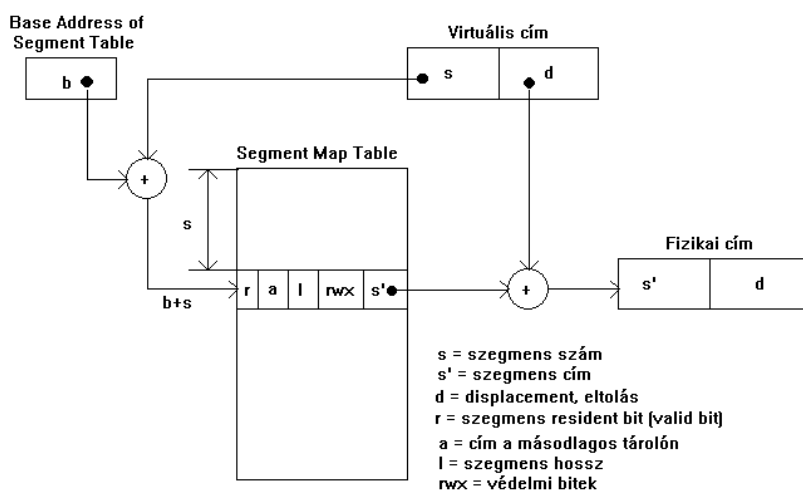 Base Address of
Segment Table
b
Virtuális cím
s d
+
Segment Map Table
s
r a l rwx s'
b+s
+
Fizikai cím
s' d
s = szegmens szám
s' = szegmens cím
d = displacement, eltolás
r = szegmens resident bit (valid bit)
a = cím a másodlagos tárolón
l = szegmens hossz
rwx = védelmi bitek